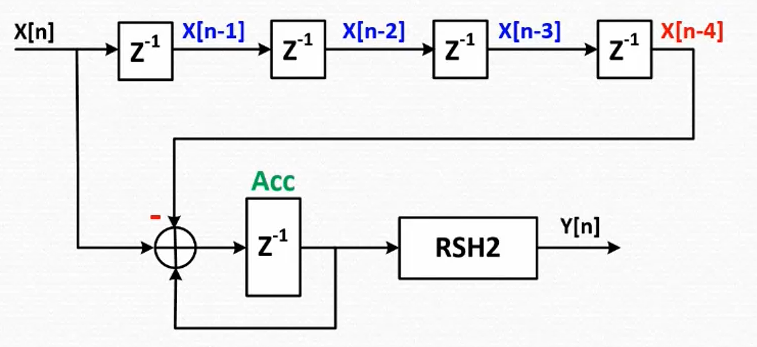 X[n]
Z-1
X[n-1]
Z-1
X[n-2]
Z-1
X[n-3]
Z-1
X[n-4]
Acc
-
Z-1
RSH2
Y[n]